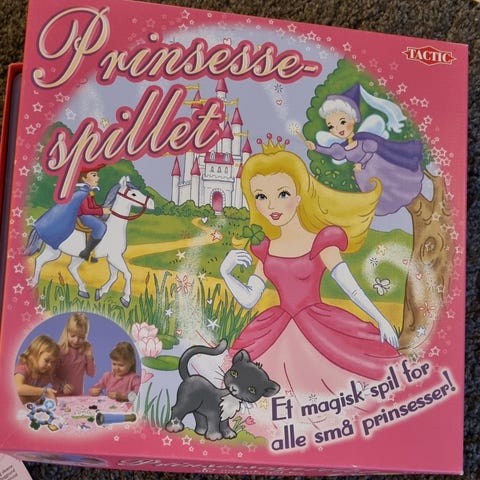 Prinsesse-
spillet
TACTIC
Et magisk spil for
alle små prinsesser!